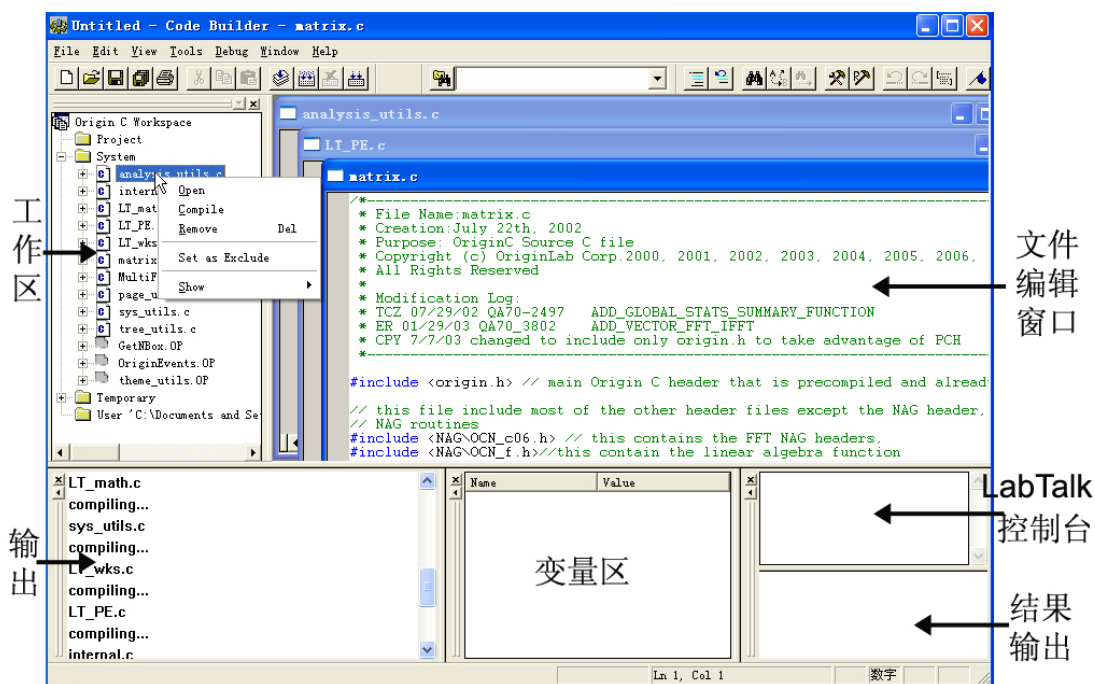 Untitled - Code Builder - matrix.c
File Edit View Tools Debug Window Help
Origin C Workspace
Project
System
analysis_utils.c
LT_PE.
LT_wks
matrix
sys_utils.c
tree_utils.c
GetNBox.OP
OriginEvents.OP
theme_utils.OP
Temporary
User 'C:\Documents and Se
Open
Compile
Remove Del
Set as Exclude
Show
analysis_utils.c
LT_PE.c
matrix.c
/*-
* File Name:matrix.c
* Creation:July 22th, 2002
* Purpose: OriginC Source C file
* Copyright (c) OriginLab Corp.2000, 2001, 2002, 2003, 2004, 2005, 2006,
* All Rights Reserved
*
* Modification Log:
* TCZ 07/29/02 QA70-2497 ADD_GLOBAL_STATS_SUMMARY_FUNCTION
* ER 01/29/03 QA70_3802 ADD_VECTOR_FFT_IFFT
* CPY 7/7/03 changed to include only origin.h to take advantage of PCH
*-
#include <origin.h> // main Origin C header that is precompiled and alread
// this file include most of the other header files except the NAG header,
// NAG routines
#include <NAG\OCN_c06.h> // this contains the FFT NAG headers,
#include <NAG\OCN_f.h>//this contain the linear algebra function
工作区
文件编辑窗口
LT_math.c
compiling...
sys_utils.c
compiling...
LT_wks.c
compiling...
LT_PE.c
compiling...
internal.c
输出
Name Value
变量区
LabTalk
控制台
结果
输出
Ln 1, Col 1
数字